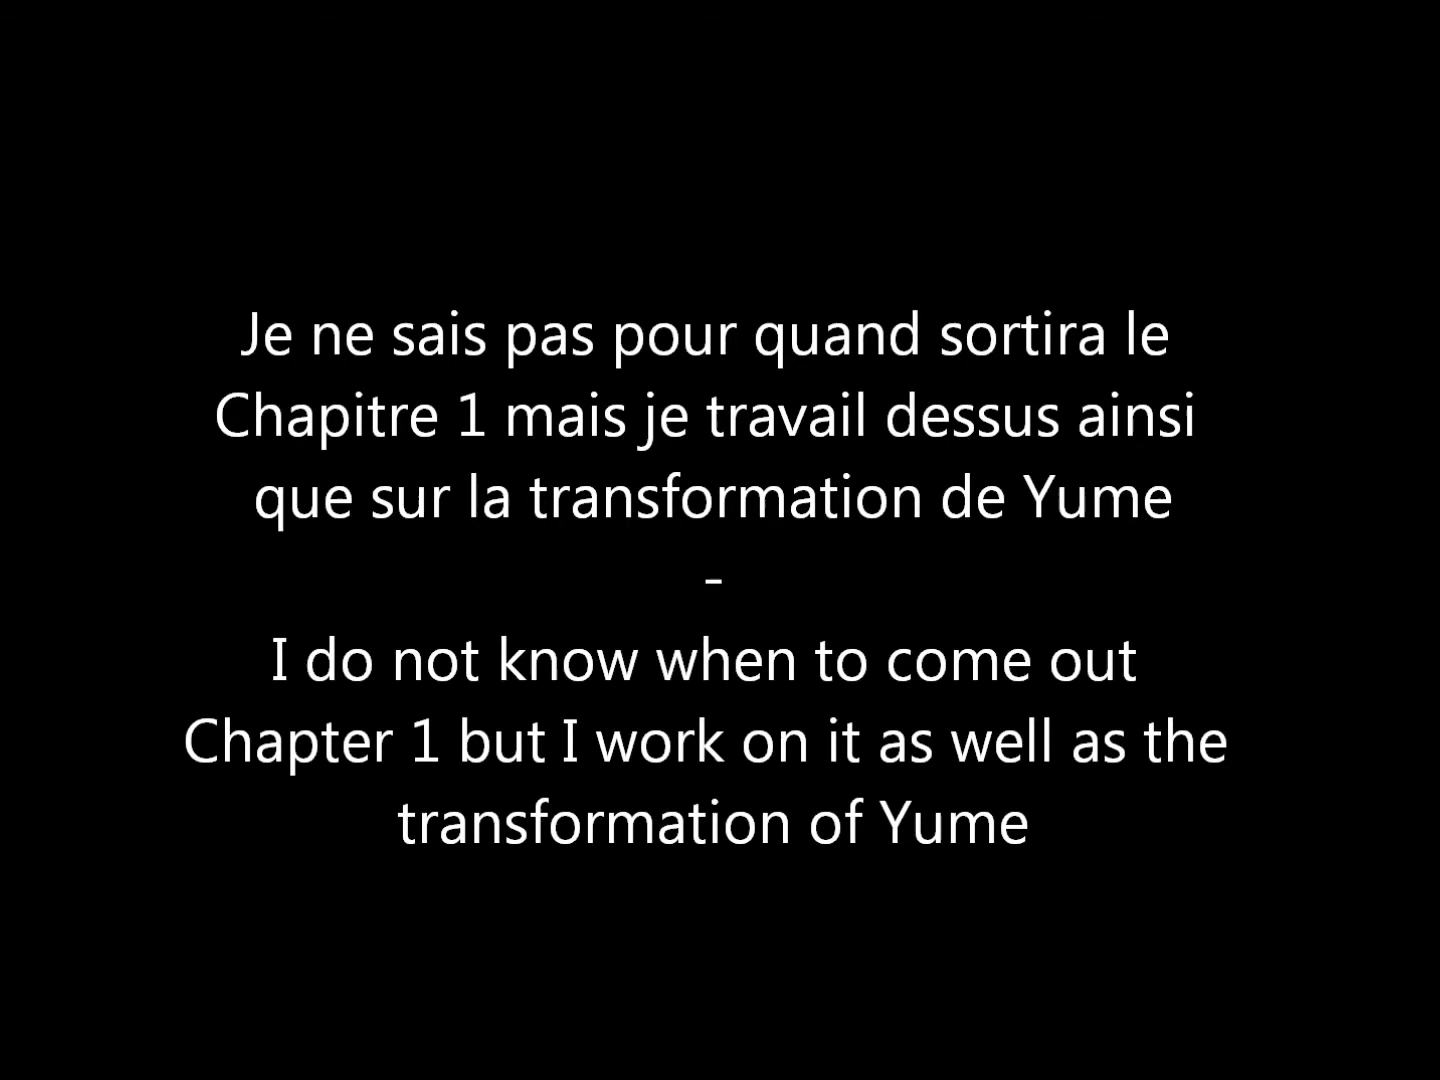 Je ne sais pas pour quand sortira le
Chapitre 1 mais je travail dessus ainsi
que sur la transformation de Yume
-
I do not know when to come out
Chapter 1 but I work on it as well as the
transformation of Yume